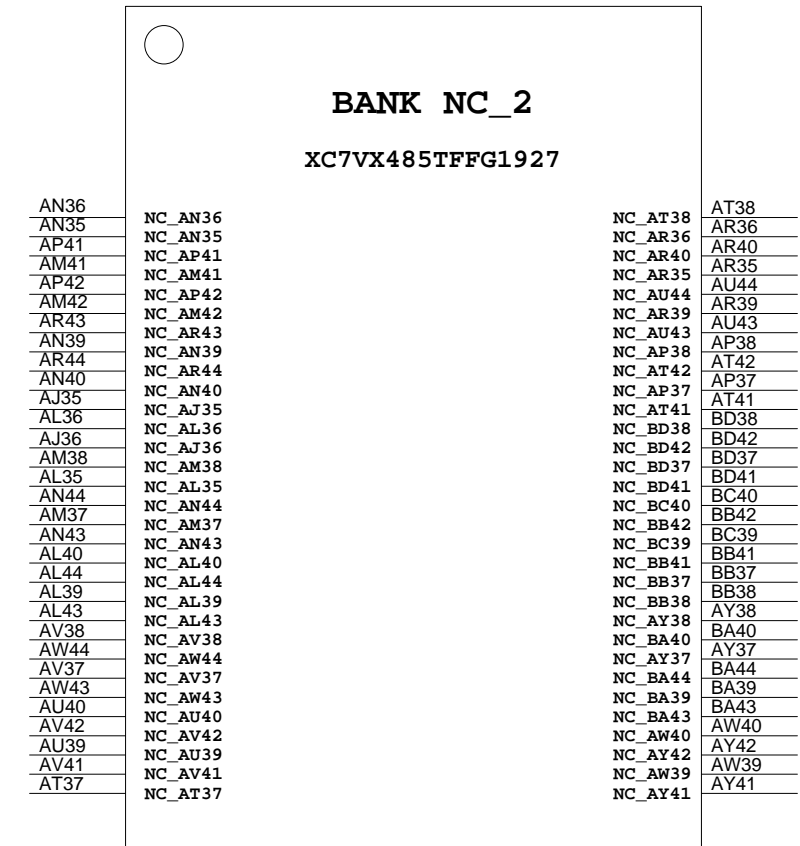 BANK NC_2
XC7VX485TFFG1927
AN36 NC_AN36 NC_AT38 AT38
AN35 NC_AN35 NC_AR36 AR36
AP41 NC_AP41 NC_AR40 AR40
AM41 NC_AM41 NC_AR35 AR35
AP42 NC_AP42 NC_AU44 AU44
AM42 NC_AM42 NC_AR39 AR39
AR43 NC_AR43 NC_AU43 AU43
AN39 NC_AN39 NC_AP38 AP38
AR44 NC_AR44 NC_AT42 AT42
AN40 NC_AN40 NC_AP37 AP37
AJ35 NC_AJ35 NC_AT41 AT41
AL36 NC_AL36 NC_BD38 BD38
AJ36 NC_AJ36 NC_BD42 BD42
AM38 NC_AM38 NC_BD37 BD37
AL35 NC_AL35 NC_BD41 BD41
AN44 NC_AN44 NC_BC40 BC40
AM37 NC_AM37 NC_BB42 BB42
AN43 NC_AN43 NC_BC39 BC39
AL40 NC_AL40 NC_BB41 BB41
AL44 NC_AL44 NC_BB37 BB37
AL39 NC_AL39 NC_BB38 BB38
AL43 NC_AL43 NC_AY38 AY38
AV38 NC_AV38 NC_BA40 BA40
AW44 NC_AW44 NC_AY37 AY37
AV37 NC_AV37 NC_BA44 BA44
AW43 NC_AW43 NC_BA39 BA39
AU40 NC_AU40 NC_BA43 BA43
AV42 NC_AV42 NC_AW40 AW40
AU39 NC_AU39 NC_AY42 AY42
AV41 NC_AV41 NC_AW39 AW39
AT37 NC_AT37 NC_AY41 AY41